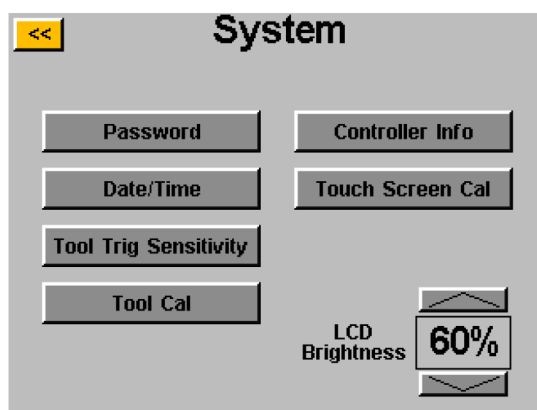 <<
System
Password
Controller Info
Date/Time
Touch Screen Cal
Tool Trig Sensitivity
Tool Cal
LCD
Brightness
60%